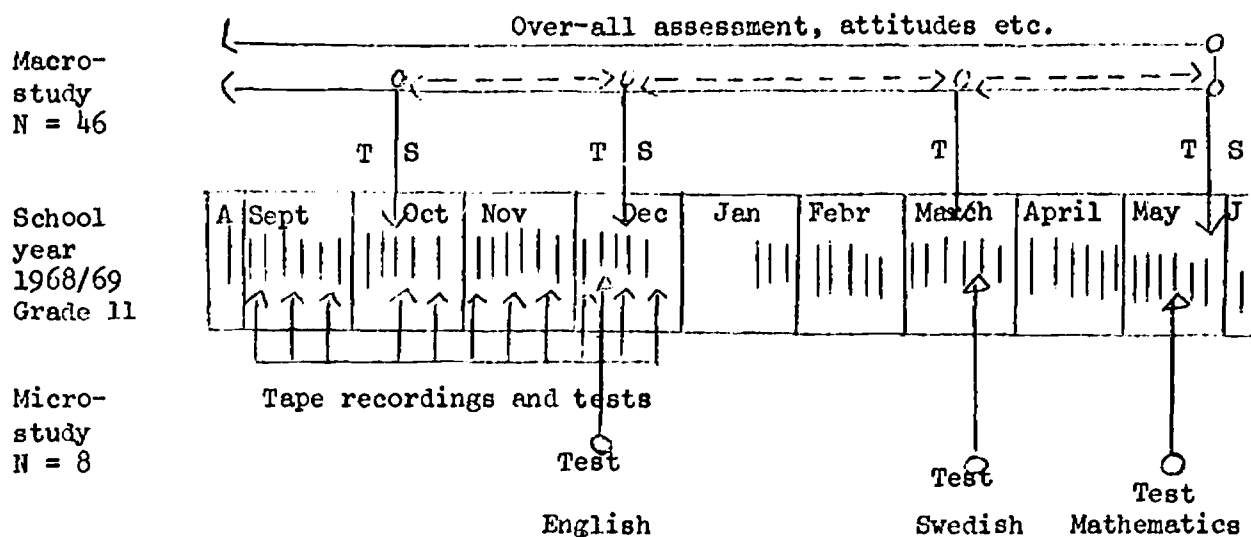 Over-all assessment, attitudes etc.
Macro-
study
N = 46
T S T S T T S
School
year
1968/69
Grade 11
A Sept Oct Nov Dec Jan Febr March April May J
Tape recordings and tests
Micro-
study
N = 8
Test Test Test
English Swedish Mathematics